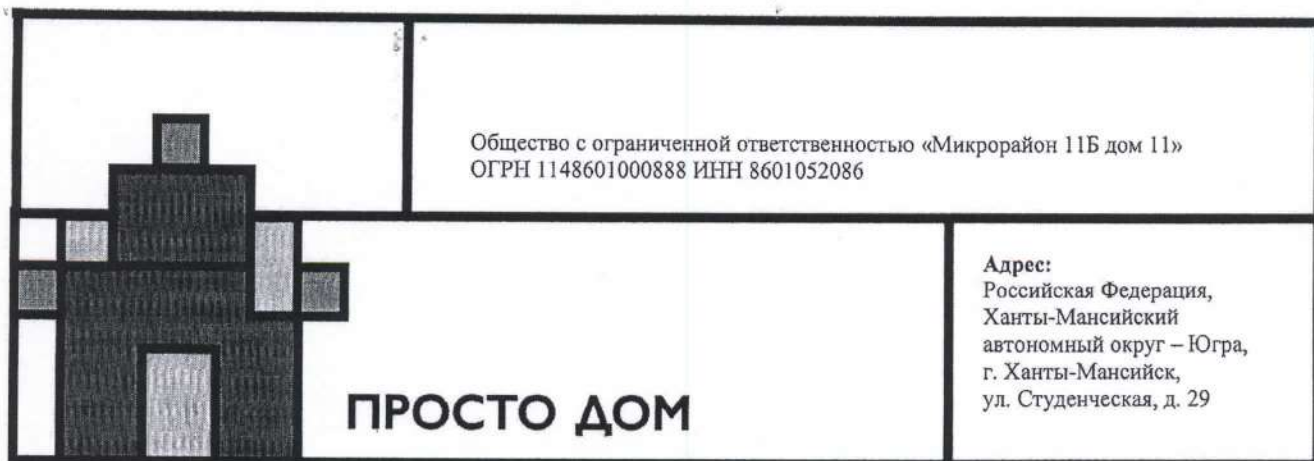 Общество с ограниченной ответственностью «Микрорайон 11Б дом 11»
ОГРН 1148601000888 ИНН 8601052086
ПРОСТО ДОМ
Адрес:
Российская Федерация,
Ханты-Мансийский
автономный округ – Югра,
г. Ханты-Мансийск,
ул. Студенческая, д. 29